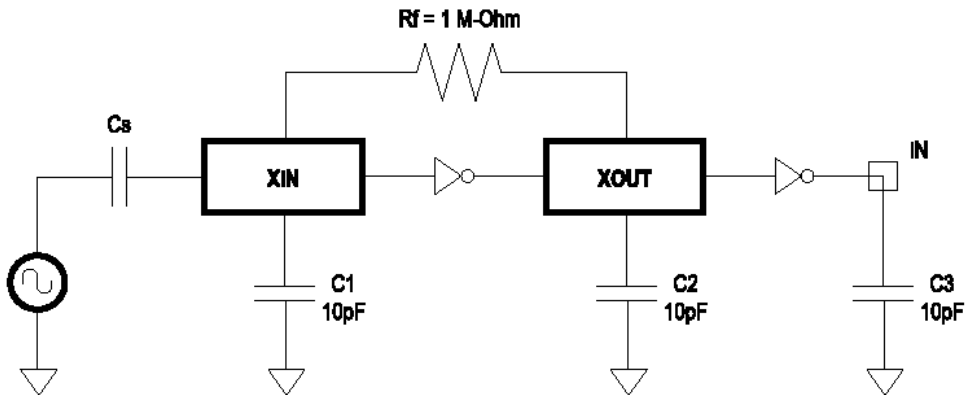 Rf = 1 M-Ohm
Cs
XIN
XOUT
IN
C1
10pF
C2
10pF
C3
10pF